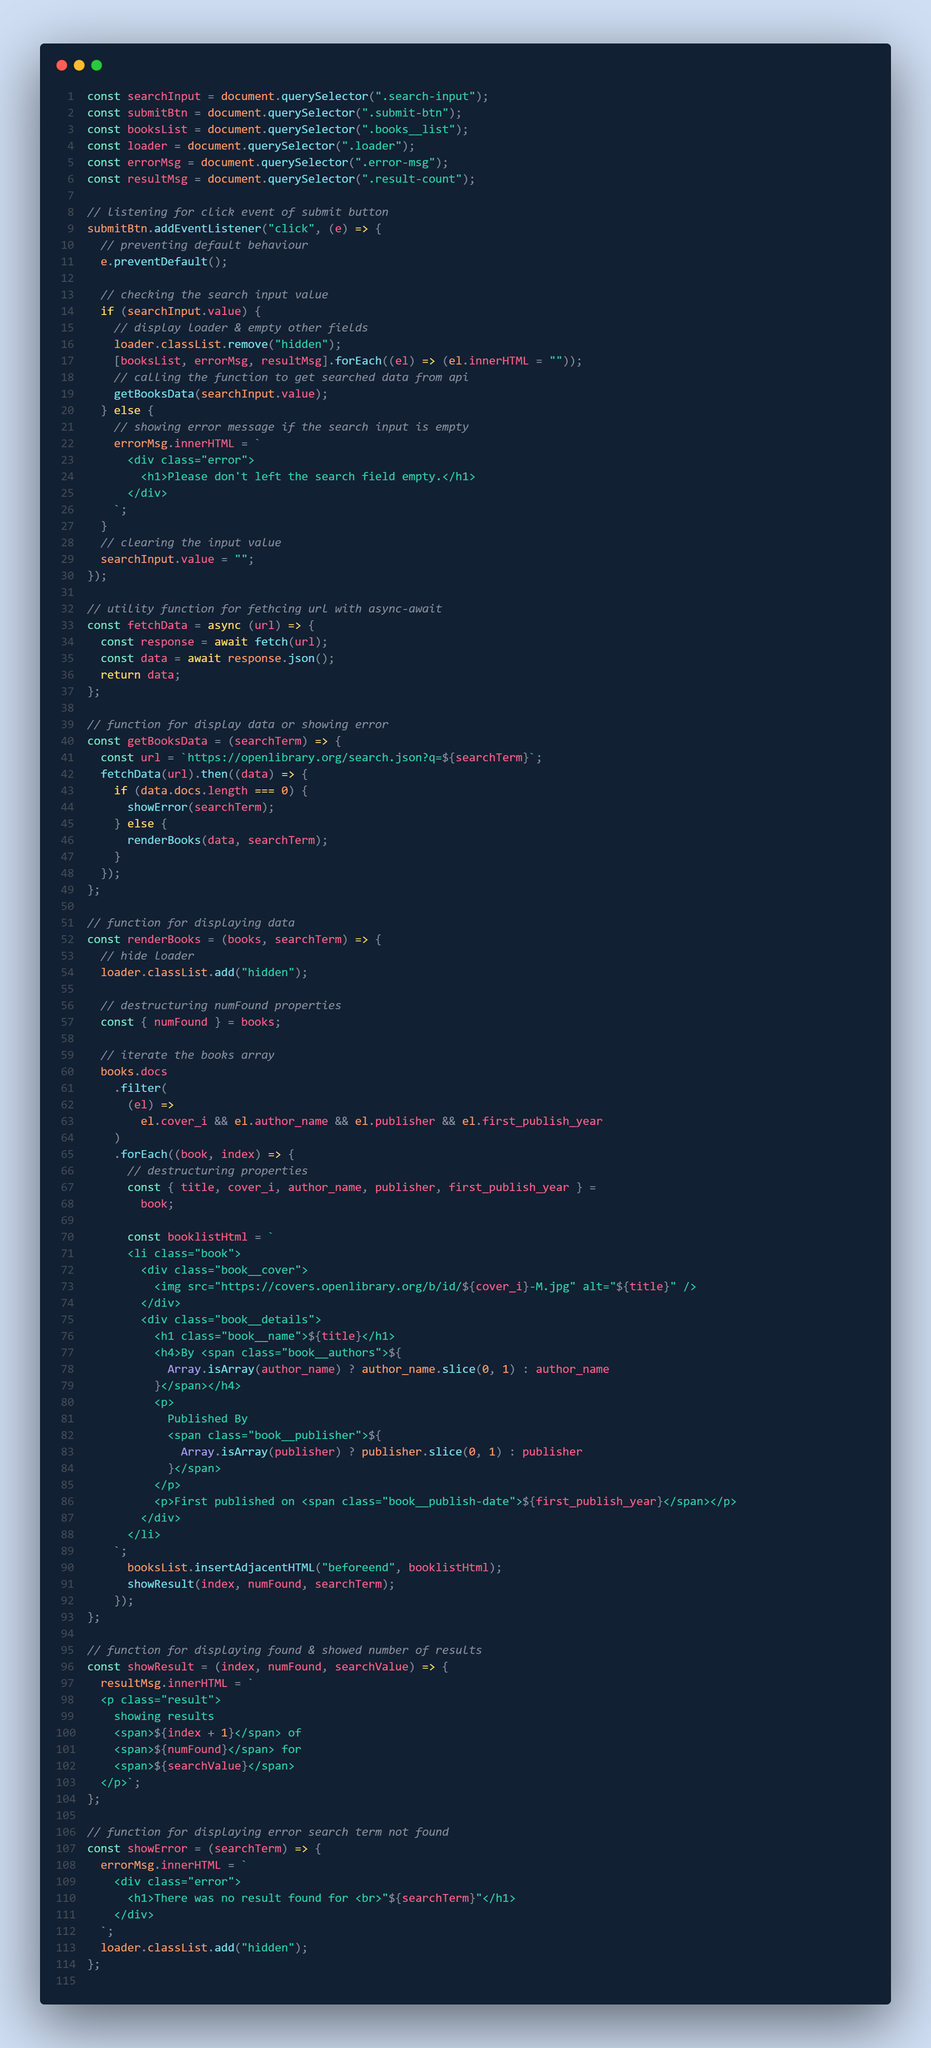 1 const searchInput = document.querySelector(".search-input");
2 const submitBtn = document.querySelector(".submit-btn");
3 const booksList = document.querySelector(".books__list");
4 const loader = document.querySelector(".loader");
5 const errorMsg = document.querySelector(".error-msg");
6 const resultMsg = document.querySelector(".result-count");
7
8 // listening for click event of submit button
9 submitBtn.addEventListener("click", (e) => {
10   // preventing default behaviour
11   e.preventDefault();
12
13   // checking the search input value
14   if (searchInput.value) {
15     // display loader & empty other fields
16     loader.classList.remove("hidden");
17     [booksList, errorMsg, resultMsg].forEach((el) => (el.innerHTML = ""));
18     // calling the function to get searched data from api
19     getBooksData(searchInput.value);
20   } else {
21     // showing error message if the search input is empty
22     errorMsg.innerHTML = `
23       <div class="error">
24         <h1>Please don't left the search field empty.</h1>
25       </div>
26     `;
27   }
28   // clearing the input value
29   searchInput.value = "";
30 });
31
32 // utility function for fethcing url with async-await
33 const fetchData = async (url) => {
34   const response = await fetch(url);
35   const data = await response.json();
36   return data;
37 };
38
39 // function for display data or showing error
40 const getBooksData = (searchTerm) => {
41   const url = `https://openlibrary.org/search.json?q=${searchTerm}`;
42   fetchData(url).then((data) => {
43     if (data.docs.length === 0) {
44       showError(searchTerm);
45     } else {
46       renderBooks(data, searchTerm);
47     }
48   });
49 };
50
51 // function for displaying data
52 const renderBooks = (books, searchTerm) => {
53   // hide loader
54   loader.classList.add("hidden");
55
56   // destructuring numFound properties
57   const { numFound } = books;
58
59   // iterate the books array
60   books.docs
61     .filter(
62       (el) =>
63         el.cover_i && el.author_name && el.publisher && el.first_publish_year
64     )
65     .forEach((book, index) => {
66       // destructuring properties
67       const { title, cover_i, author_name, publisher, first_publish_year } =
68         book;
69
70       const booklistHtml = `
71       <li class="book">
72         <div class="book__cover">
73           <img src="https://covers.openlibrary.org/b/id/${cover_i}-M.jpg" alt="${title}" />
74         </div>
75         <div class="book__details">
76           <h1 class="book__name">${title}</h1>
77           <h4>By <span class="book__authors">${
78             Array.isArray(author_name) ? author_name.slice(0, 1) : author_name
79           }</span></h4>
80           <p>
81             Published By
82             <span class="book__publisher">${
83               Array.isArray(publisher) ? publisher.slice(0, 1) : publisher
84             }</span>
85           </p>
86           <p>First published on <span class="book__publish-date">${first_publish_year}</span></p>
87         </div>
88       </li>
89     `;
90       booksList.insertAdjacentHTML("beforeend", booklistHtml);
91       showResult(index, numFound, searchTerm);
92     });
93 };
94
95 // function for displaying found & showed number of results
96 const showResult = (index, numFound, searchValue) => {
97   resultMsg.innerHTML = `
98   <p class="result">
99     showing results
100     <span>${index + 1}</span> of
101     <span>${numFound}</span> for
102     <span>${searchValue}</span>
103   </p>`;
104 };
105
106 // function for displaying error search term not found
107 const showError = (searchTerm) => {
108   errorMsg.innerHTML = `
109     <div class="error">
110       <h1>There was no result found for <br>"${searchTerm}"</h1>
111     </div>
112   `;
113   loader.classList.add("hidden");
114 };
115